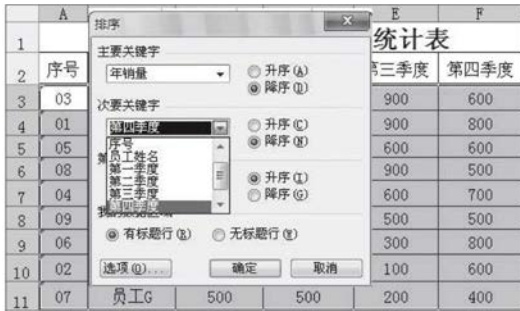 A E F
排序
1 统计表
主要关键字
2 序号 年销量 升序(A) 三季度 第四季度
降序(D)
3 03 次要关键字 900 600
4 01 第四季度 升序(C) 900 800
5 05 序号 降序(N) 600 600
员工姓名
6 08 第一季度 900 500
第二季度 升序(I)
7 04 第三季度 降序(G) 600 700
第四季度
8 09 500 500
9 06 有标题行(R) 无标题行(W) 300 800
10 02 选项(O)... 确定 取消 100 600
11 07 员工G 500 500 200 400